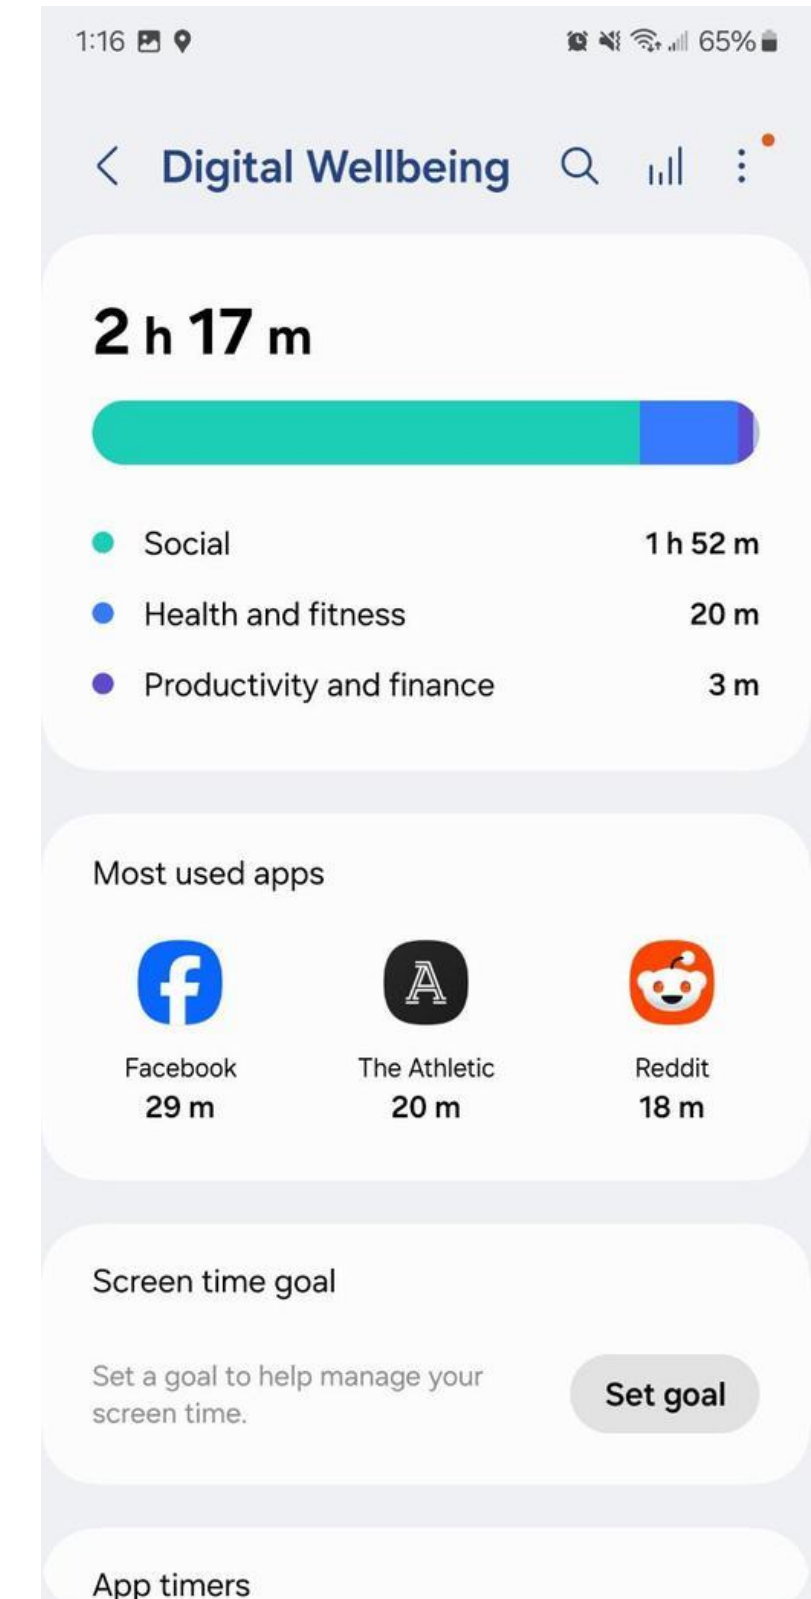 1:16 65%
Digital Wellbeing
2 h 17 m
Social 1 h 52 m
Health and fitness 20 m
Productivity and finance 3 m
Most used apps
Facebook The Athletic Reddit
29 m 20 m 18 m
Screen time goal
Set a goal to help manage your
screen time.
Set goal
App timers